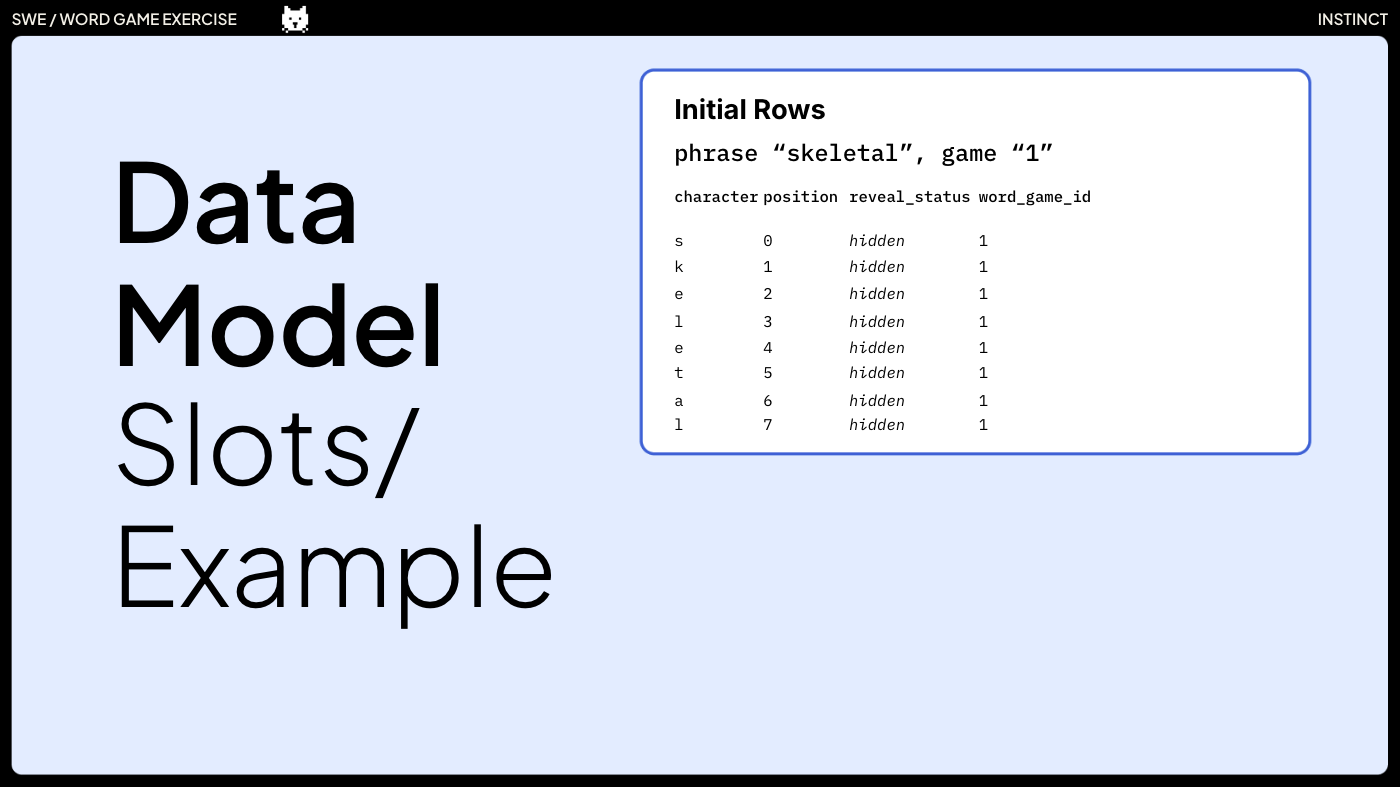 SWE / WORD GAME EXERCISE
INSTINCT
Data
Model
Slots/
Example
Initial Rows
phrase “skeletal”, game “1”
character position reveal_status word_game_id
s 0 hidden 1
k 1 hidden 1
e 2 hidden 1
l 3 hidden 1
e 4 hidden 1
t 5 hidden 1
a 6 hidden 1
l 7 hidden 1